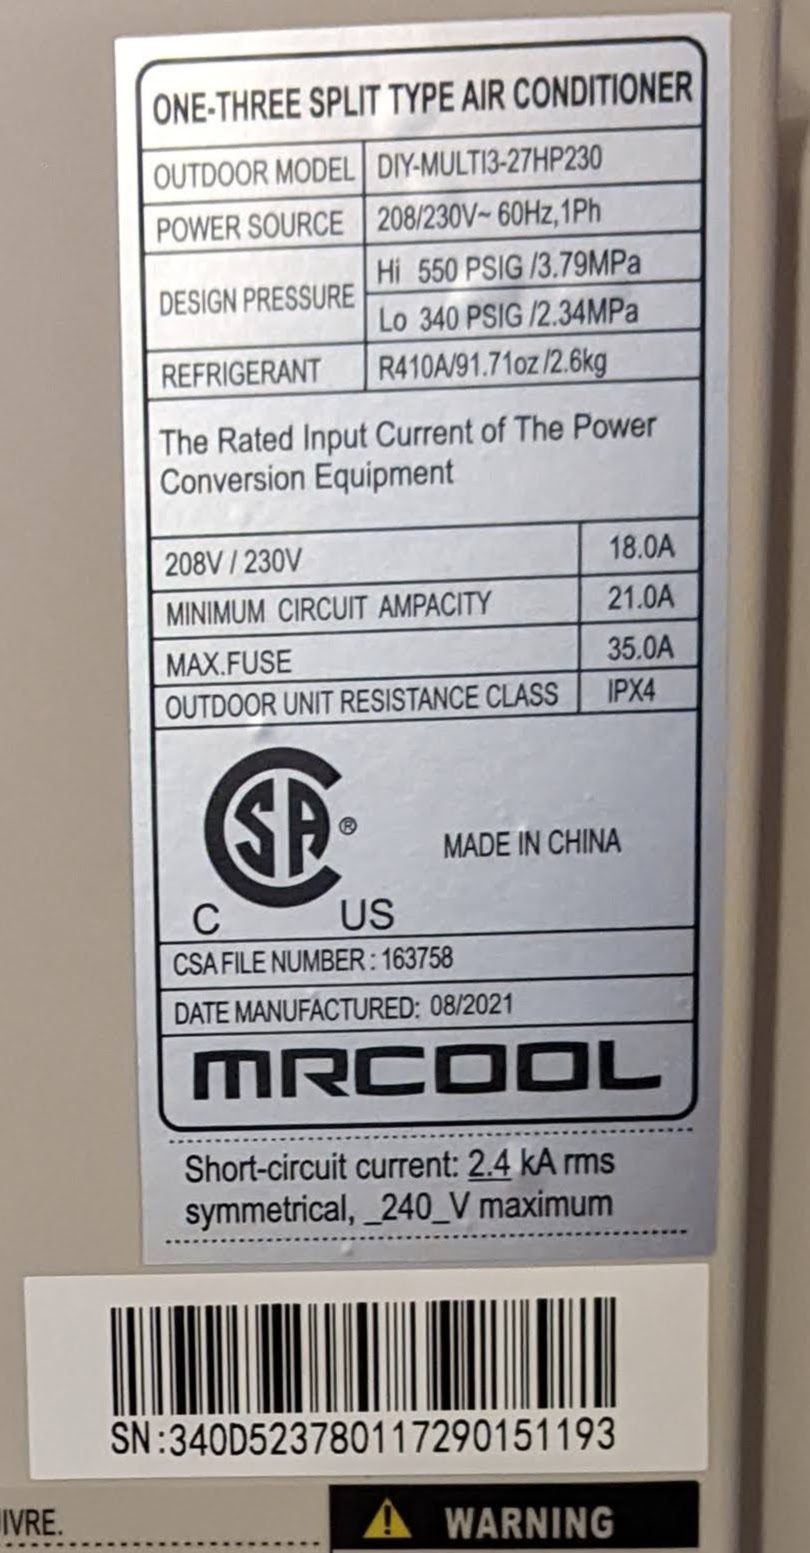 ONE-THREE SPLIT TYPE AIR CONDITIONER
OUTDOOR MODEL DIY-MULTI3-27HP230
POWER SOURCE 208/230V~ 60Hz,1Ph
DESIGN PRESSURE Hi 550 PSIG /3.79MPa
Lo 340 PSIG /2.34MPa
REFRIGERANT R410A/91.71oz /2.6kg
The Rated Input Current of The Power
Conversion Equipment
208V / 230V 18.0A
MINIMUM CIRCUIT AMPACITY 21.0A
MAX.FUSE 35.0A
OUTDOOR UNIT RESISTANCE CLASS IPX4
CSA ®
C US
MADE IN CHINA
CSA FILE NUMBER : 163758
DATE MANUFACTURED: 08/2021
MRCOOL
Short-circuit current: 2.4 kA rms
symmetrical, _240_V maximum
SN:340D523780117290151193
IVRE.
WARNING